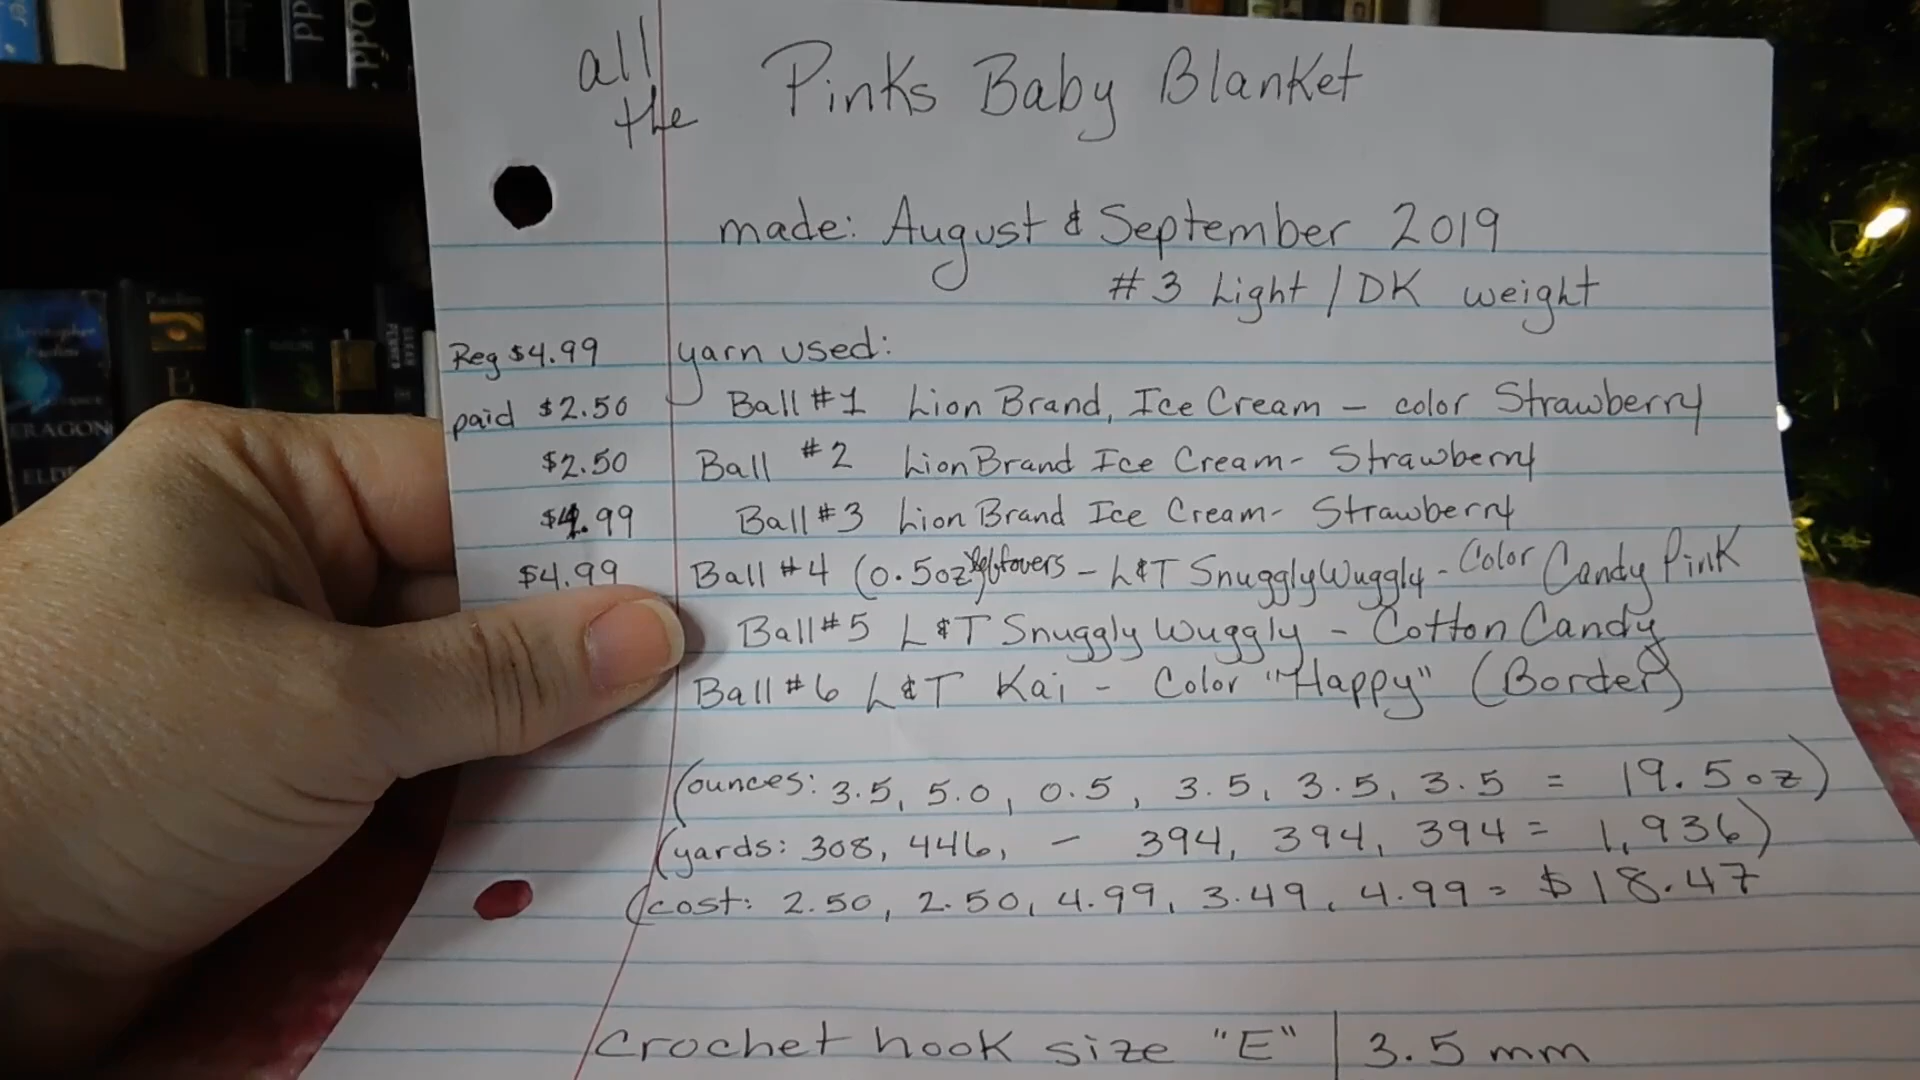 all the Pinks Baby Blanket
made: August & September 2019
#3 Light / DK weight
Reg $4.99 yarn used:
paid $2.50 Ball #1 Lion Brand, Ice Cream - color Strawberry
$2.50 Ball #2 Lion Brand Ice Cream - Strawberry
$4.99 Ball #3 Lion Brand Ice Cream - Strawberry
$4.99 Ball #4 (0.5oz) leftovers - L&T Snuggly Wuggly - Color Candy Pink
Ball #5 L&T Snuggly Wuggly - Cotton Candy
Ball #6 L&T Kai - Color "Happy" (Border)
(ounces: 3.5, 5.0, 0.5, 3.5, 3.5, 3.5 = 19.5oz)
(yards: 308, 446, - 394, 394, 394 = 1,936)
(cost: 2.50, 2.50, 4.99, 3.49, 4.99 = $18.47
Crochet hook size "E" | 3.5 mm
Odd
ERAGON